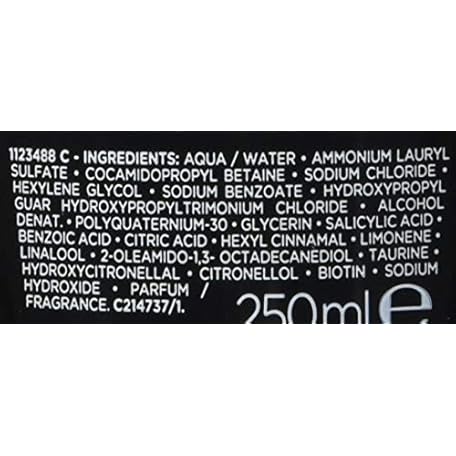 1123488 C - INGREDIENTS: AQUA / WATER • AMMONIUM LAURYL
SULFATE • COCAMIDOPROPYL BETAINE • SODIUM CHLORIDE •
HEXYLENE GLYCOL • SODIUM BENZOATE • HYDROXYPROPYL
GUAR HYDROXYPROPYLTRIMONIUM CHLORIDE • ALCOHOL
DENAT. • POLYQUATERNIUM-30 • GLYCERIN • SALICYLIC ACID •
BENZOIC ACID • CITRIC ACID • HEXYL CINNAMAL • LIMONENE •
LINALOOL • 2-OLEAMIDO-1,3- OCTADECANEDIOL • TAURINE •
HYDROXYCITRONELLAL • CITRONELLOL • BIOTIN • SODIUM
HYDROXIDE • PARFUM /
FRAGRANCE. C214737/1.
250ml e